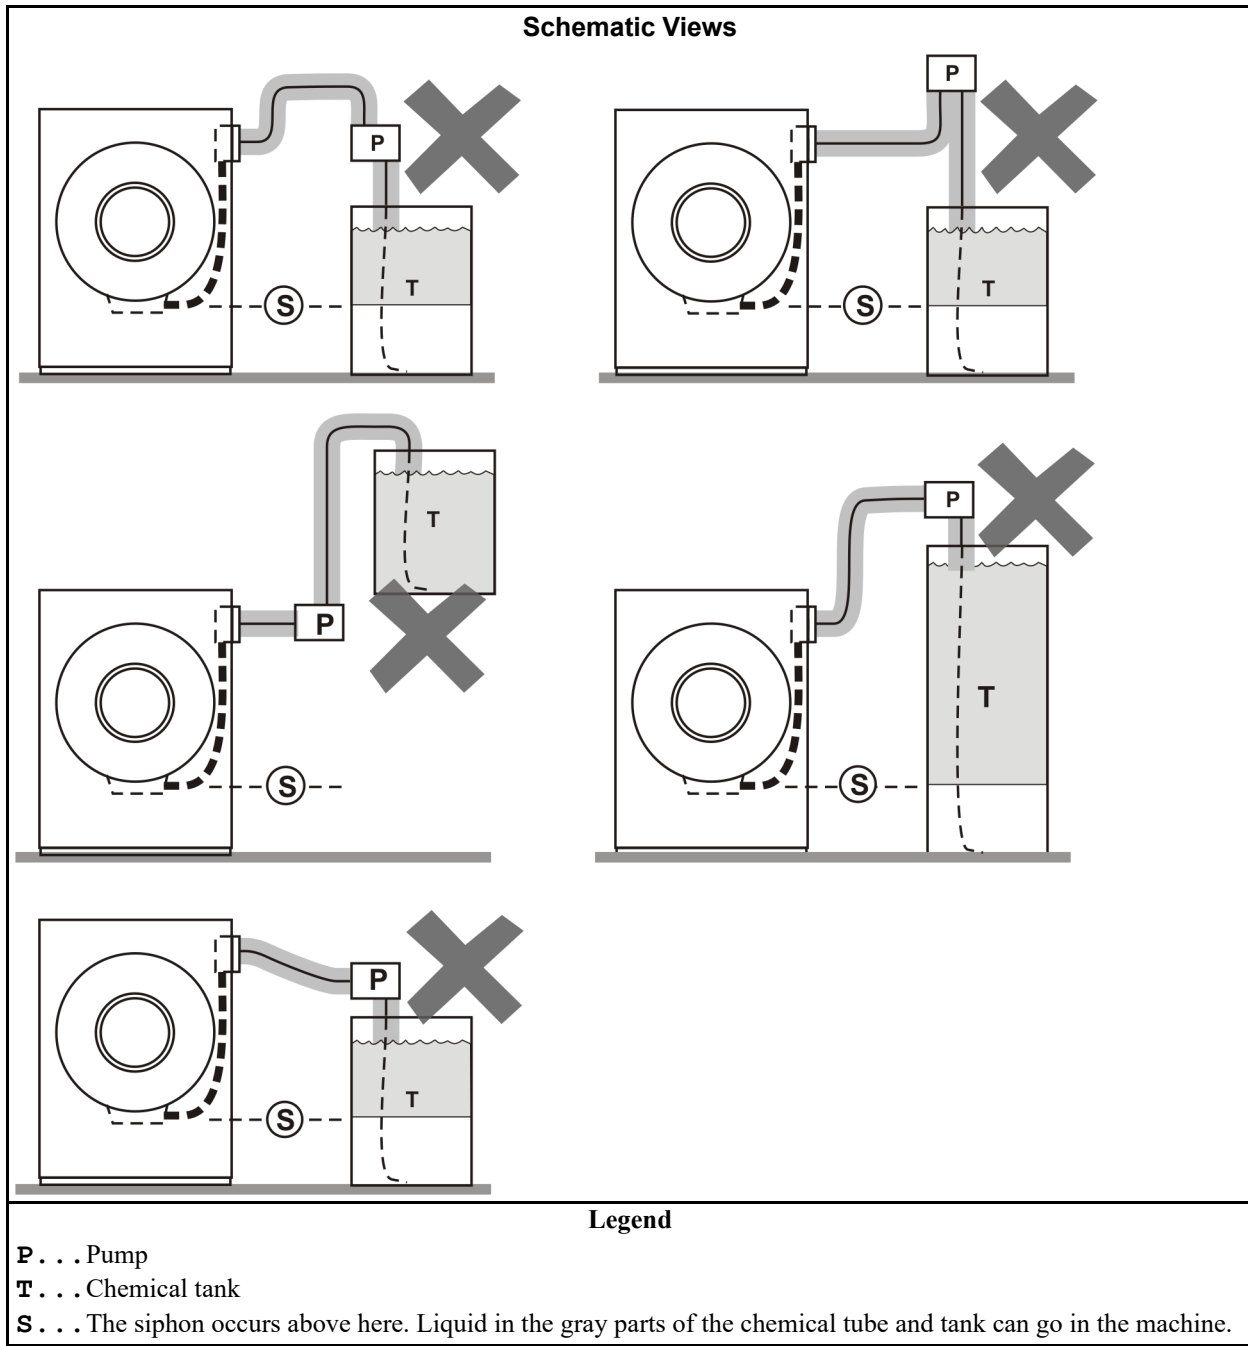 Schematic Views
P
T
S
P
T
S
T
P
S
P
T
S
P
T
S
Legend
P...Pump
T...Chemical tank
S...The siphon occurs above here. Liquid in the gray parts of the chemical tube and tank can go in the machine.